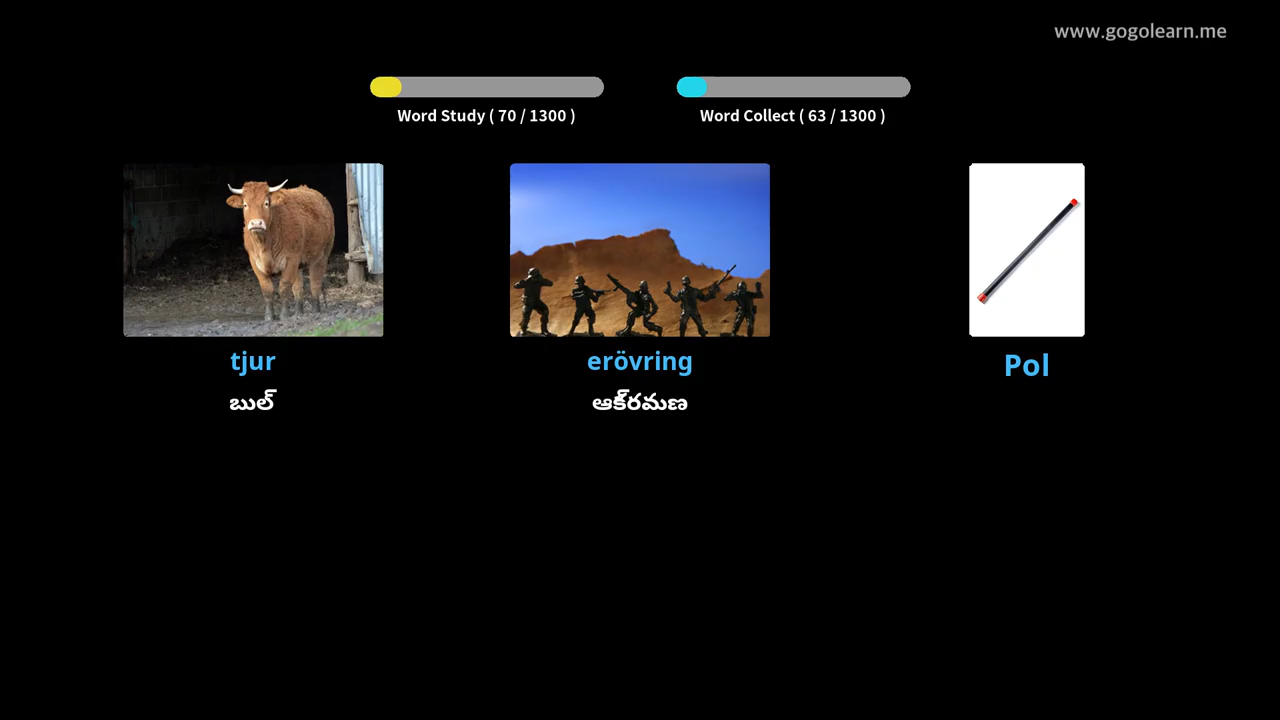 www.gogolearn.me
Word Study ( 70 / 1300 )
Word Collect ( 63 / 1300 )
tjur
బుల్
erövring
ఆక్రమణ
Pol